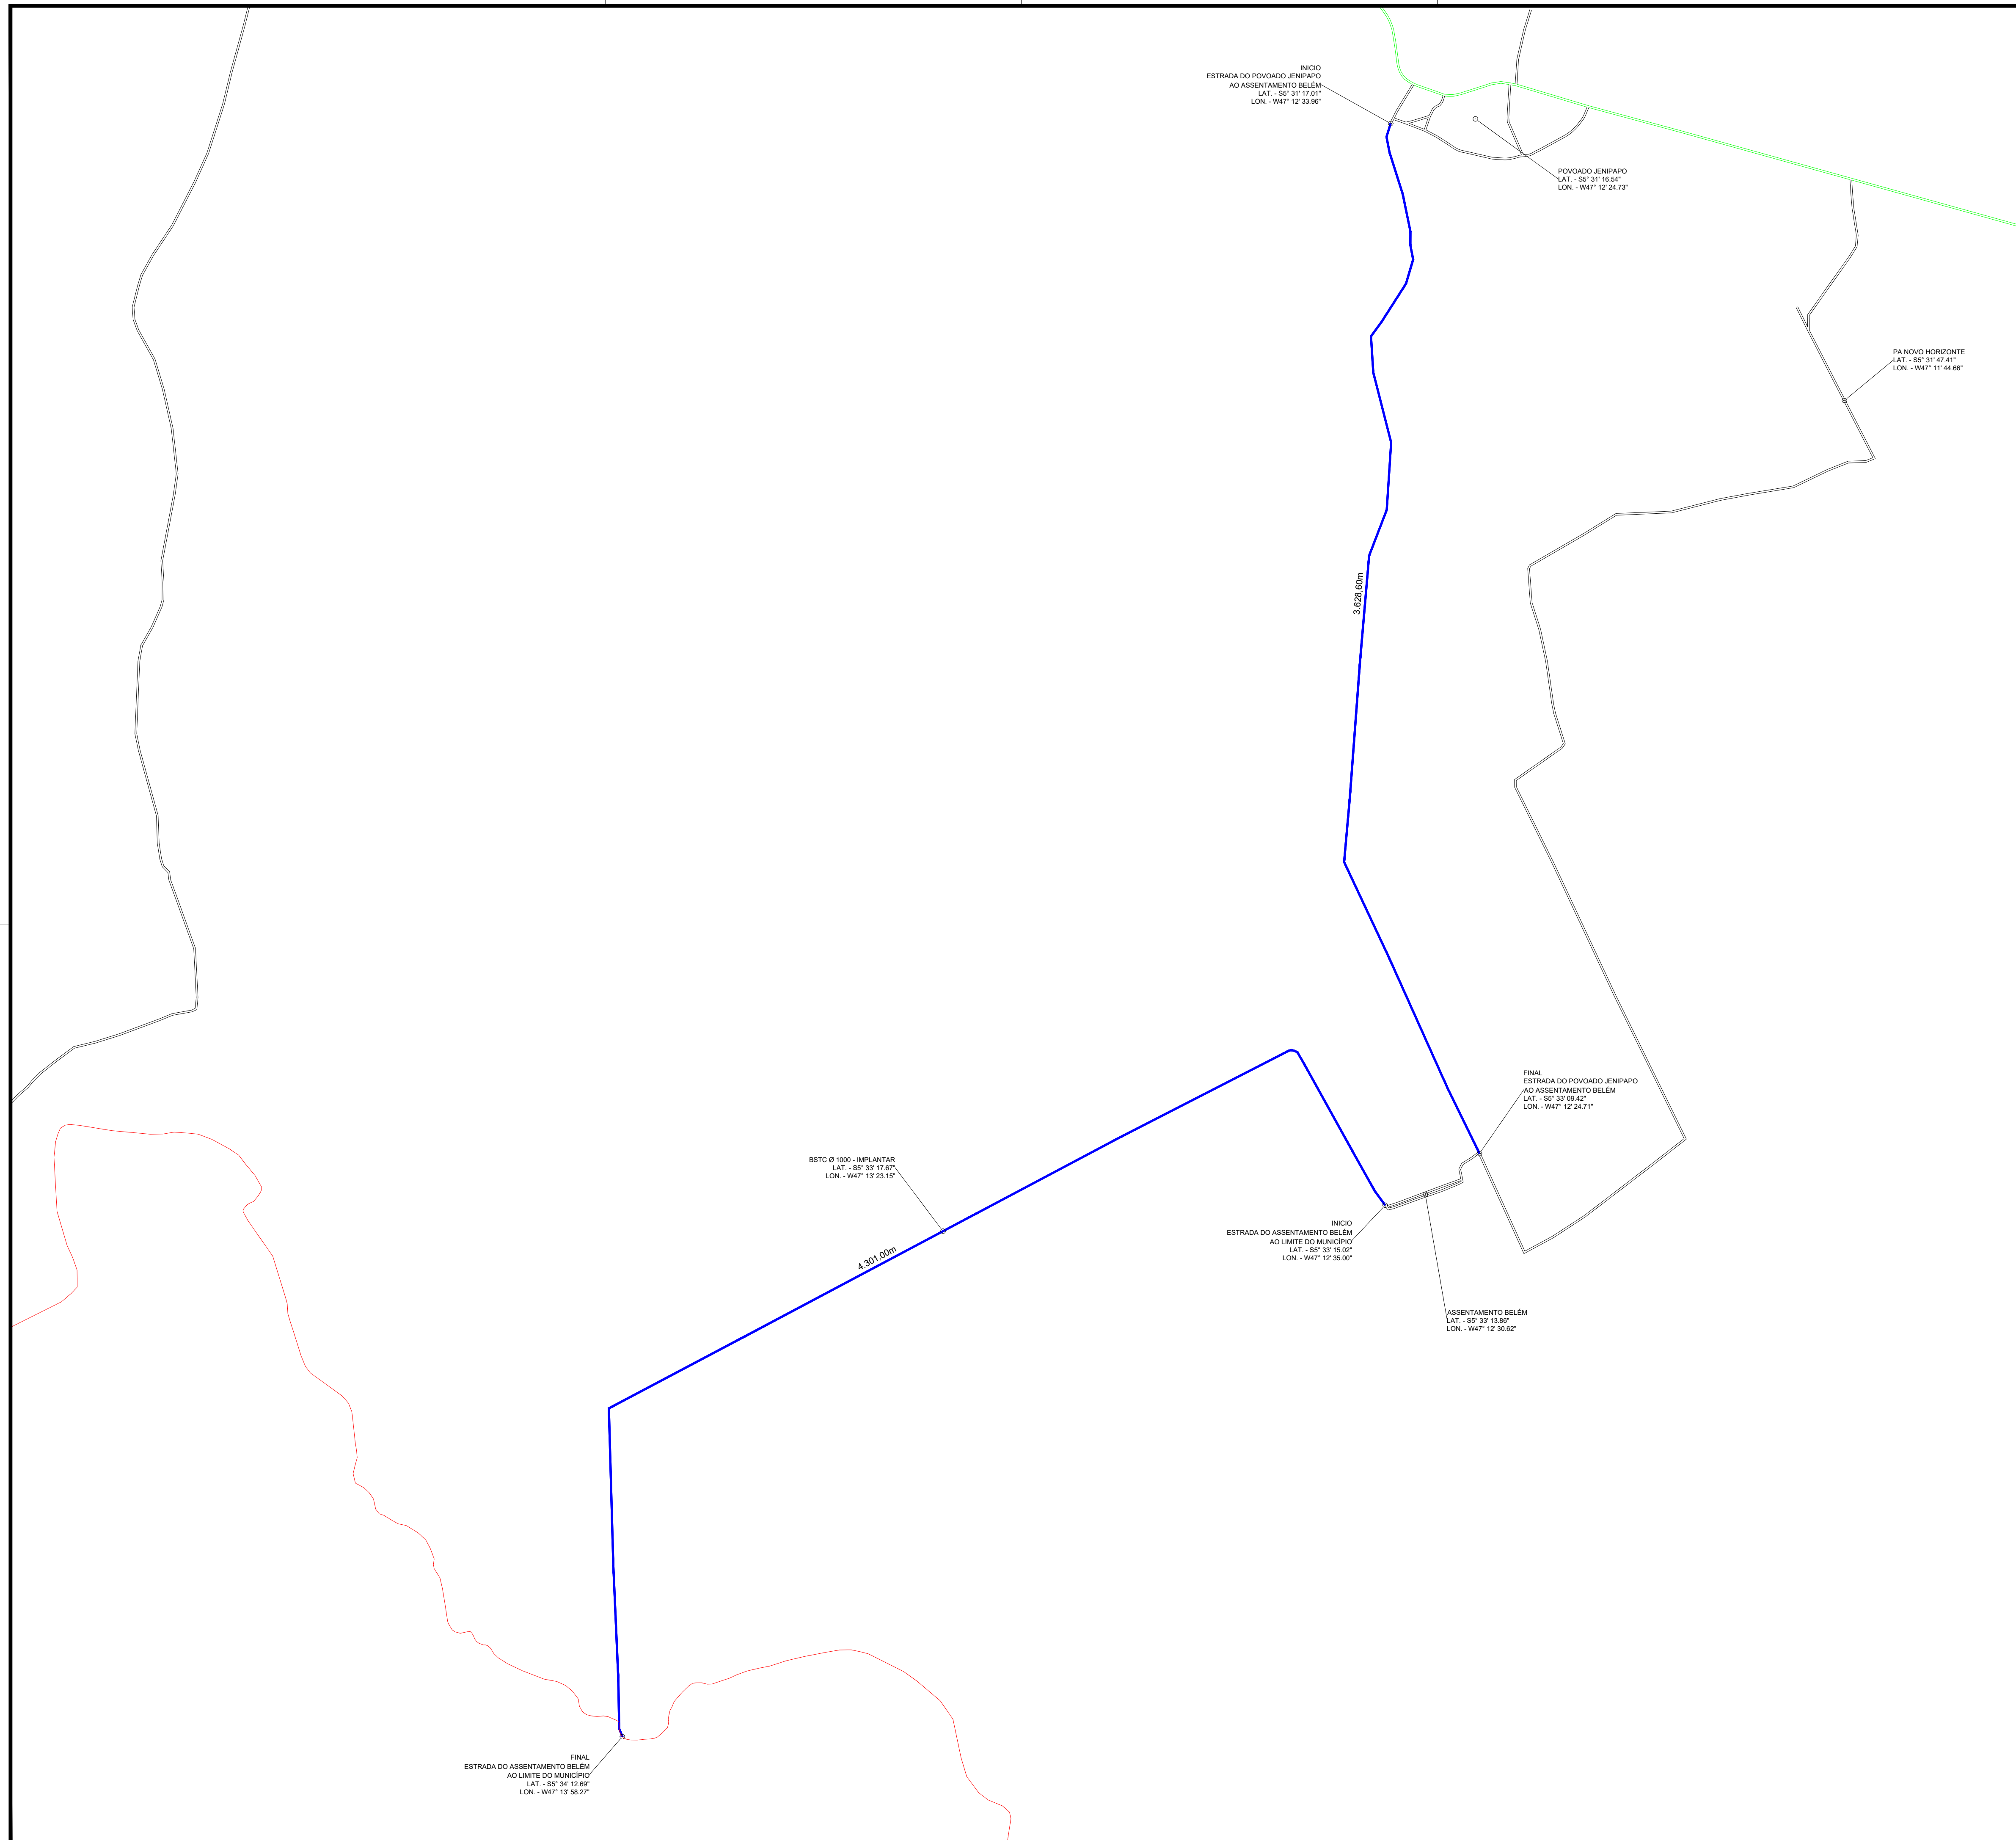 INICIO
ESTRADA DO POVOADO JENIPAPO
AO ASSENTAMENTO BELÉM
LAT. - S5° 31' 17.01"
LON. - W47° 12' 33.96"
POVOADO JENIPAPO
LAT. - S5° 31' 16.54"
LON. - W47° 12' 24.73"
PA NOVO HORIZONTE
LAT. - S5° 31' 47.41"
LON. - W47° 11' 44.66"
3.628,60m
FINAL
ESTRADA DO POVOADO JENIPAPO
AO ASSENTAMENTO BELÉM
LAT. - S5° 33' 09.42"
LON. - W47° 12' 24.71"
BSTC Ø 1000 - IMPLANTAR
LAT. - S5° 33' 17.67"
LON. - W47° 13' 23.15"
4.301,00m
INICIO
ESTRADA DO ASSENTAMENTO BELÉM
AO LIMITE DO MUNICÍPIO
LAT. - S5° 33' 15.02"
LON. - W47° 12' 35.00"
ASSENTAMENTO BELÉM
LAT. - S5° 33' 13.86"
LON. - W47° 12' 30.62"
FINAL
ESTRADA DO ASSENTAMENTO BELÉM
AO LIMITE DO MUNICÍPIO
LAT. - S5° 34' 12.69"
LON. - W47° 13' 58.27"